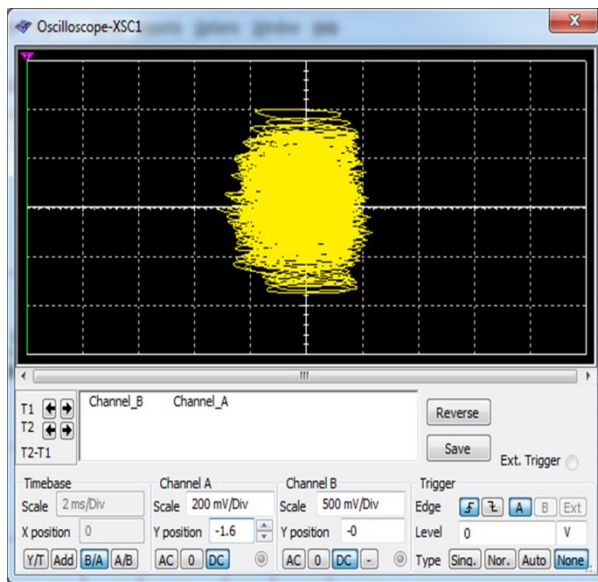 Oscilloscope-XSC1
T1
T2
T2-T1
Channel_B Channel_A
Reverse
Save
Ext. Trigger
Timebase
Scale 2 ms/Div
X position 0
Y/T Add B/A A/B
Channel A
Scale 200 mV/Div
Y position -1.6
AC 0 DC
Channel B
Scale 500 mV/Div
Y position -0
AC 0 DC -
Trigger
Edge A B Ext
Level 0 V
Type Sing. Nor. Auto None